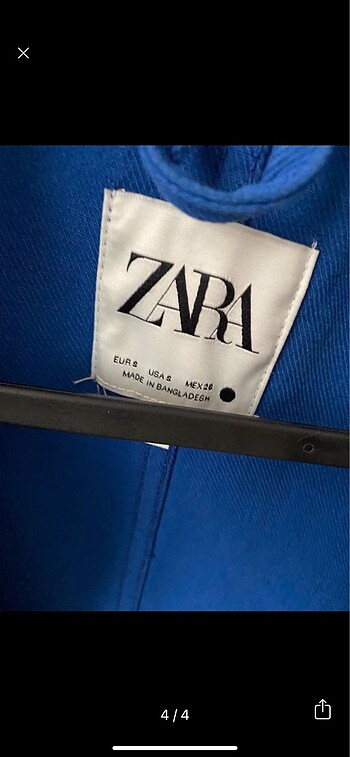 ZARA
EUR S USA S MEX 26
MADE IN BANGLADESH
4 / 4